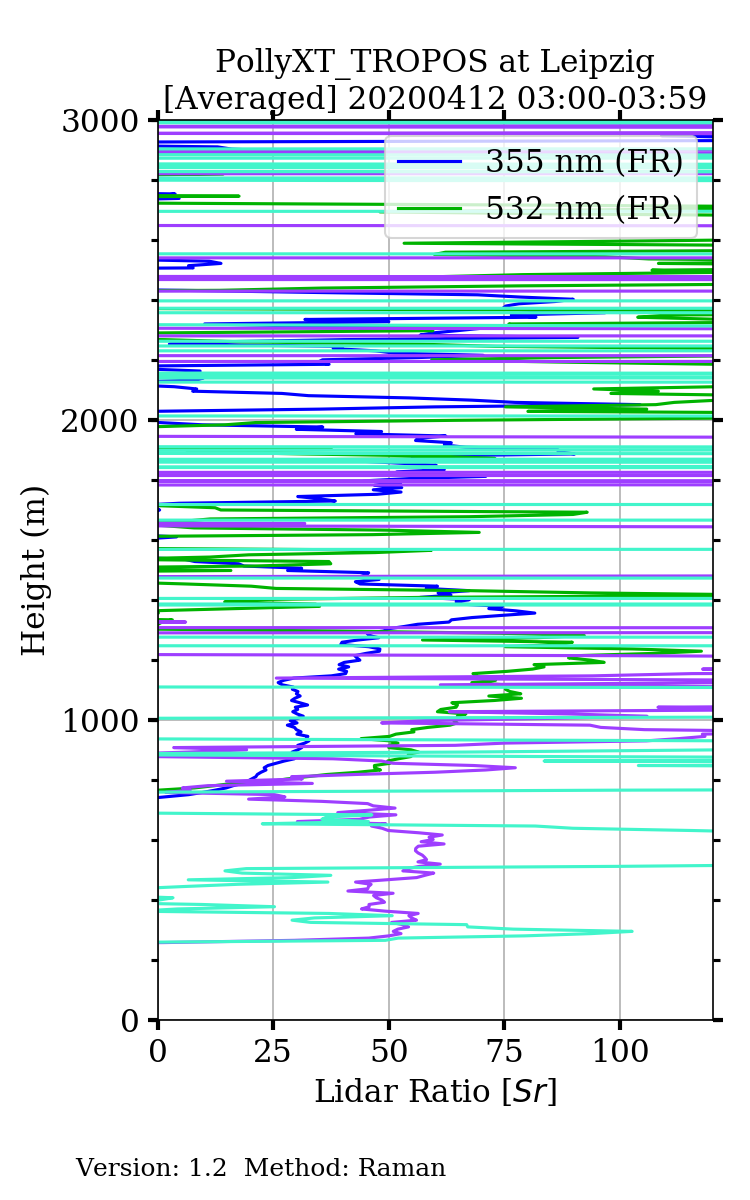 PollyXT_TROPOS at Leipzig
[Averaged] 20200412 03:00-03:59
355 nm (FR)
532 nm (FR)
3000
2000
1000
0
Height (m)
0 25 50 75 100
Lidar Ratio [Sr]
Version: 1.2 Method: Raman